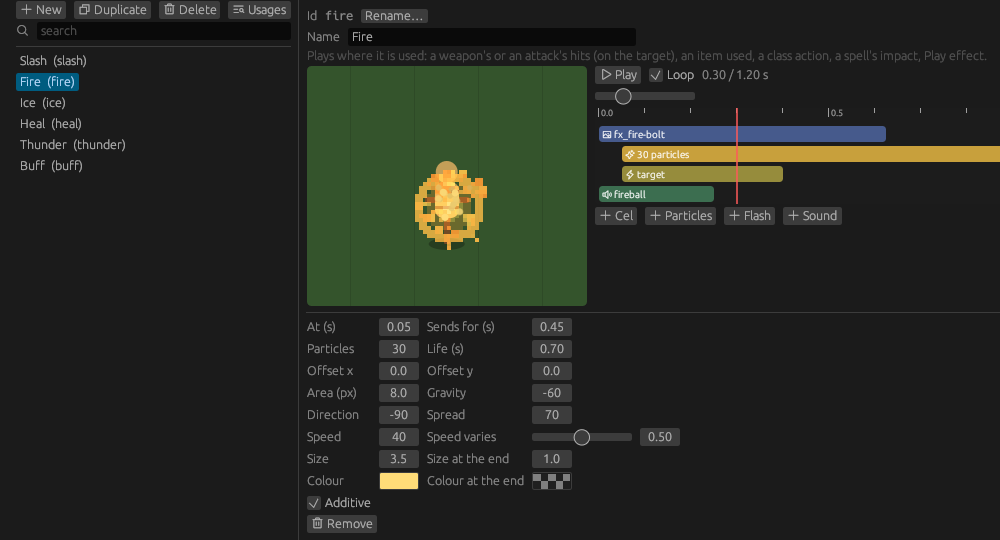 New Duplicate Delete Usages
search
Slash (slash)
Fire (fire)
Ice (ice)
Heal (heal)
Thunder (thunder)
Buff (buff)
Id fire Rename...
Name Fire
Plays where it is used: a weapon's or an attack's hits (on the target), an item used, a class action, a spell's impact, Play effect.
Play Loop 0.30 / 1.20 s
0.0 0.5
fx_fire-bolt
30 particles
target
fireball
Cel Particles Flash Sound
At (s) 0.05 Sends for (s) 0.45
Particles 30 Life (s) 0.70
Offset x 0.0 Offset y 0.0
Area (px) 8.0 Gravity -60
Direction -90 Spread 70
Speed 40 Speed varies 0.50
Size 3.5 Size at the end 1.0
Colour Colour at the end
Additive
Remove